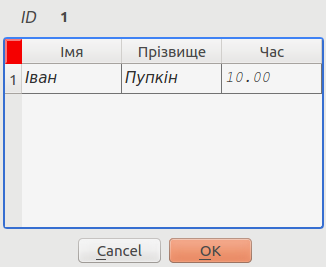 ID 1
Імя Прізвище Час
1 Іван Пупкін 10.00
Cancel OK